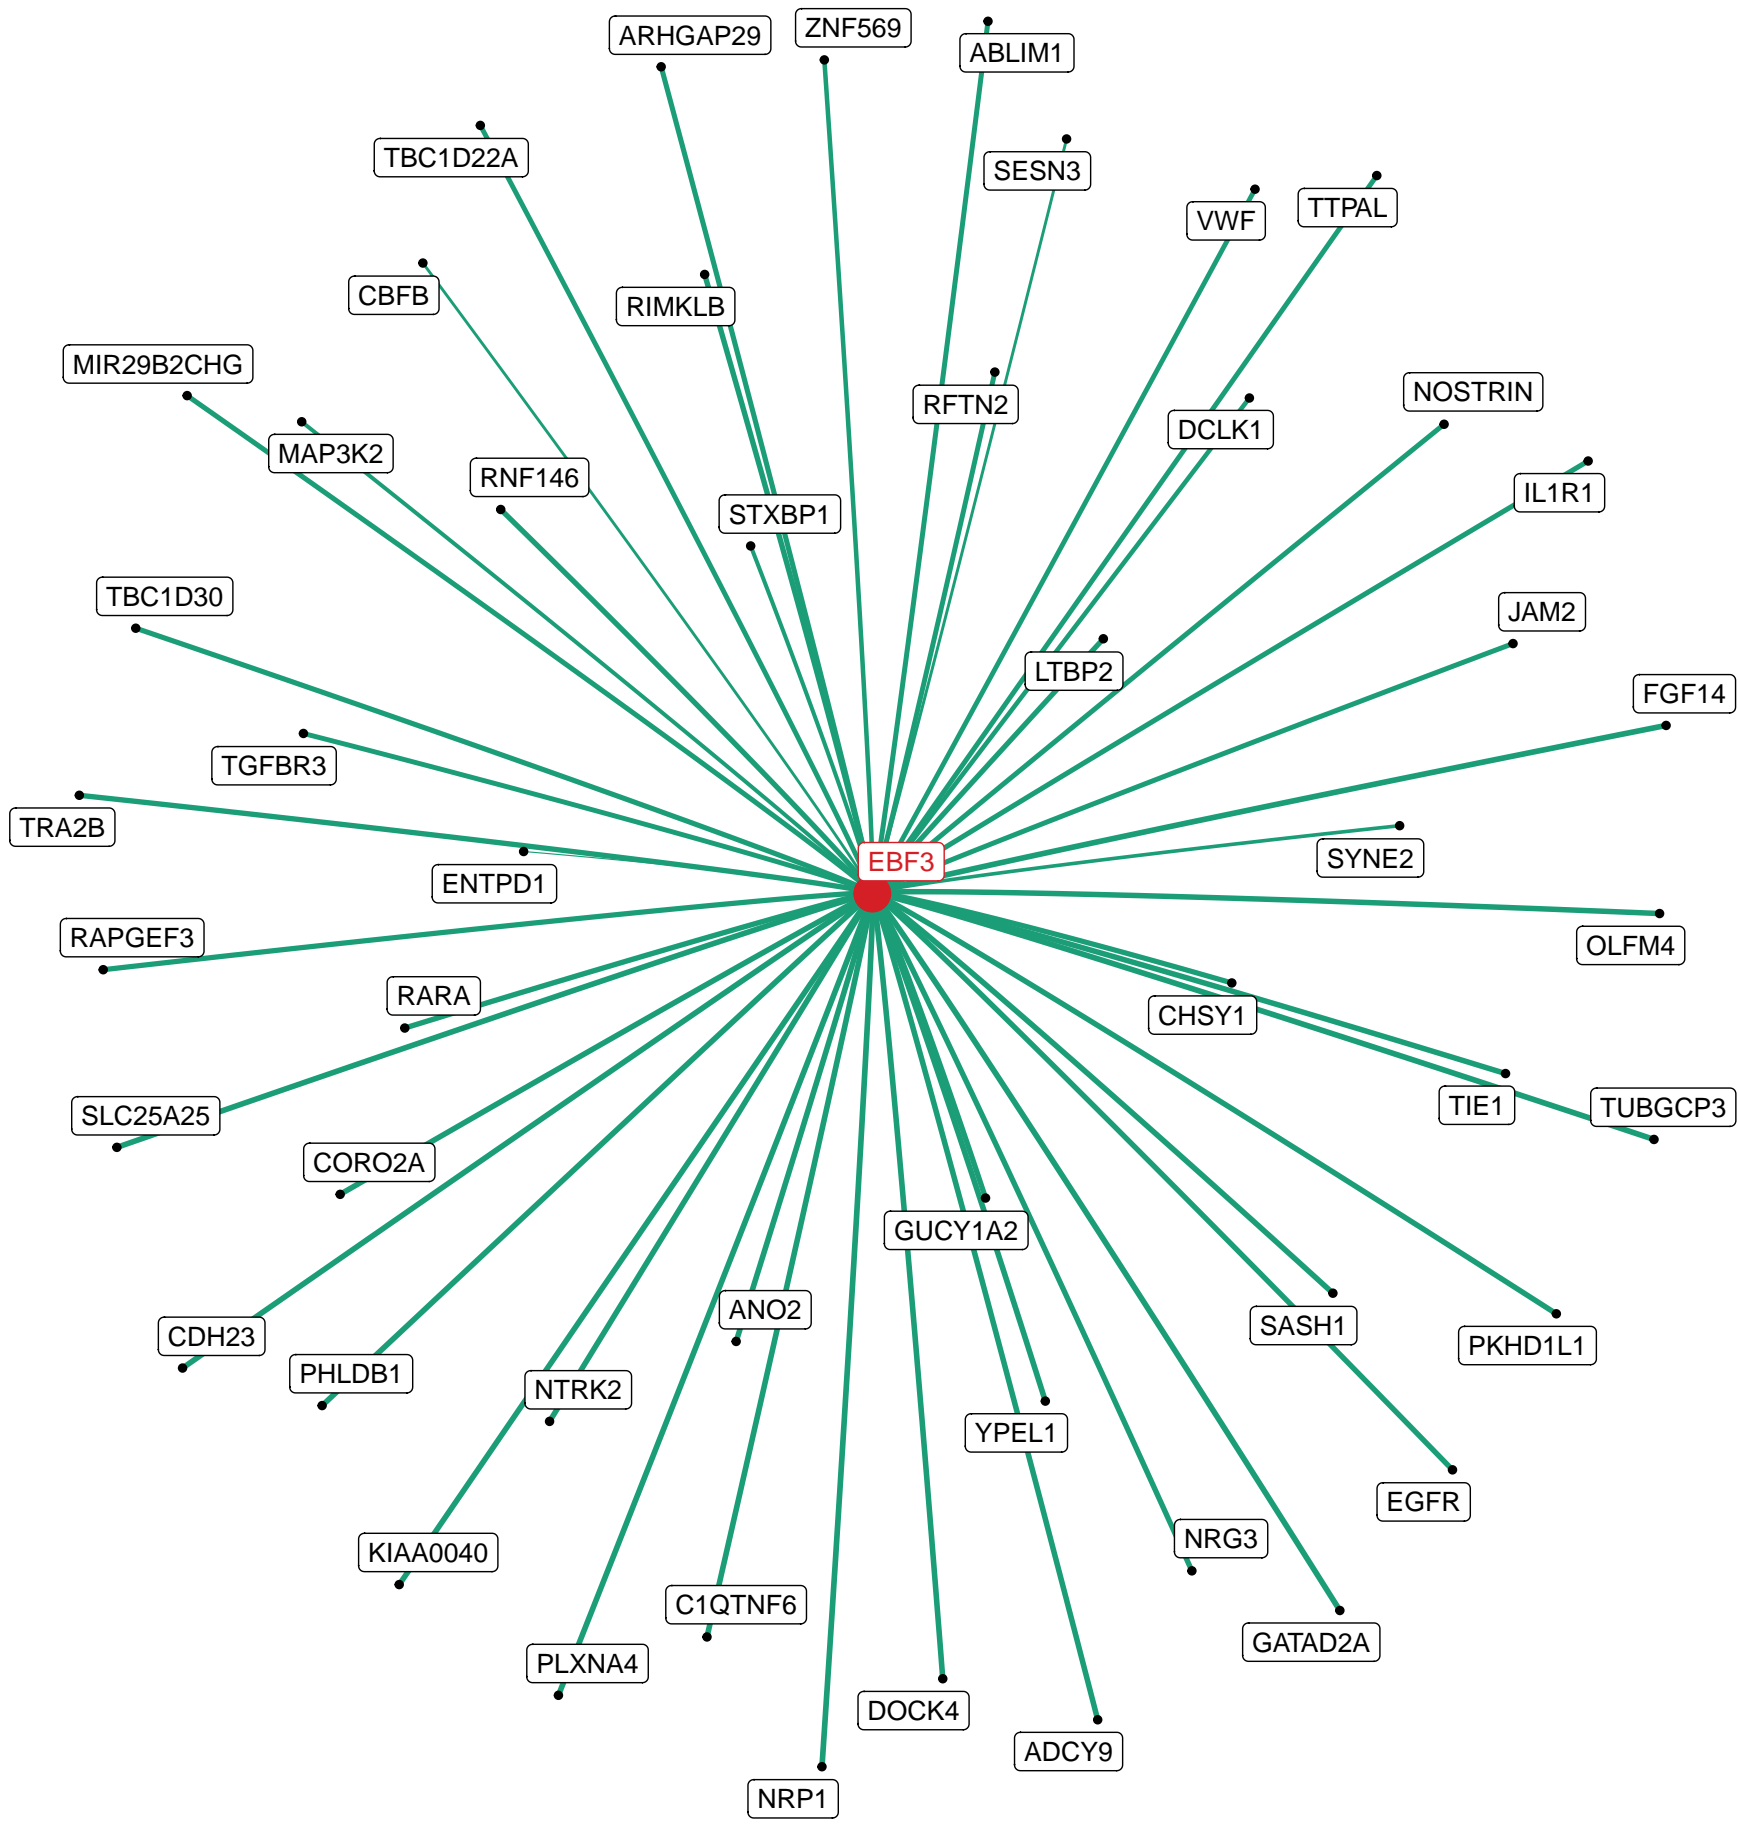 ZNF569
ARHGAP29
ABLIM1
TBC1D22A
SESN3
TTPAL
VWF
CBFB
RIMKLB
MIR29B2CHG
NOSTRIN
RFTN2
DCLK1
MAP3K2
RNF146
IL1R1
STXBP1
TBC1D30
JAM2
LTBP2
FGF14
TGFBR3
TRA2B
SYNE2
EBF3
ENTPD1
RAPGEF3
OLFM4
RARA
CHSY1
TIE1
TUBGCP3
SLC25A25
CORO2A
GUCY1A2
ANO2
SASH1
CDH23
PKHD1L1
PHLDB1
NTRK2
YPEL1
EGFR
NRG3
KIAA0040
C1QTNF6
GATAD2A
PLXNA4
DOCK4
ADCY9
NRP1